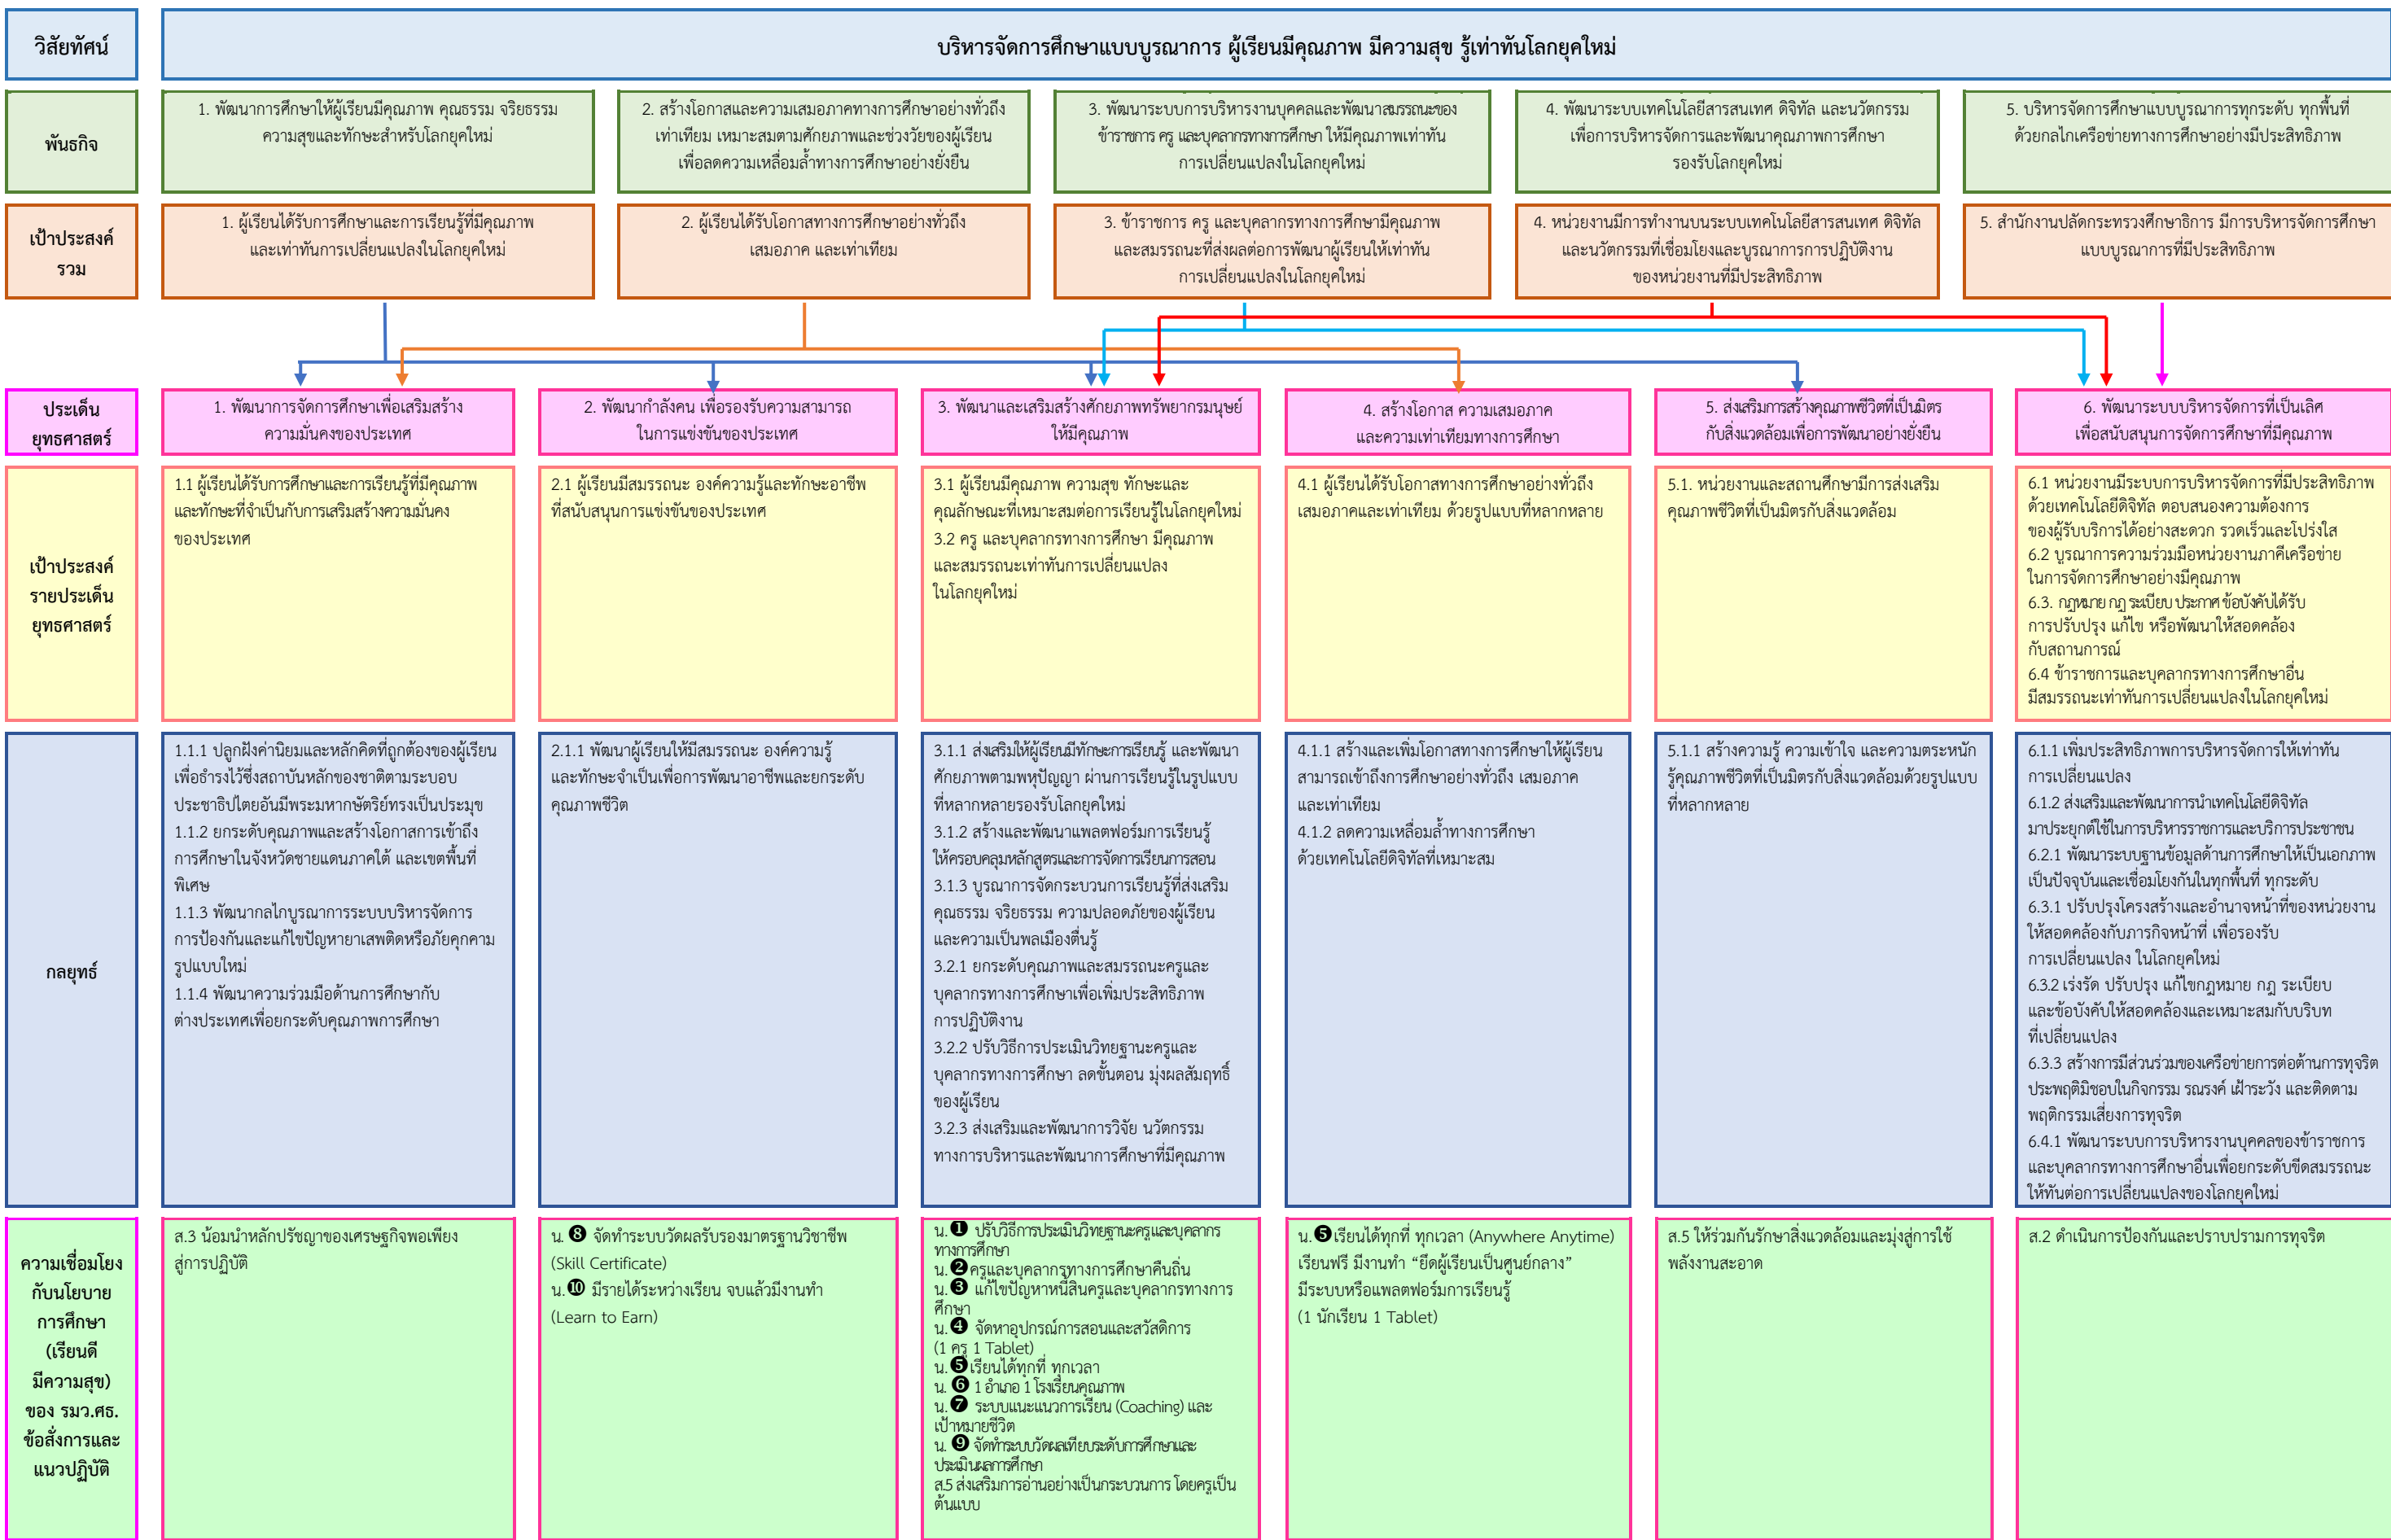 วิสัยทัศน์
บริหารจัดการศึกษาแบบบูรณาการ ผู้เรียนมีคุณภาพ มีความสุข รู้เท่าทันโลกยุคใหม่
พันธกิจ
1. พัฒนาการศึกษาให้ผู้เรียนมีคุณภาพ คุณธรรม จริยธรรม
ความสุขและทักษะสำหรับโลกยุคใหม่
2. สร้างโอกาสและความเสมอภาคทางการศึกษาอย่างทั่วถึง
เท่าเทียม เหมาะสมตามศักยภาพและช่วงวัยของผู้เรียน
เพื่อลดความเหลื่อมล้ำทางการศึกษาอย่างยั่งยืน
3. พัฒนาระบบการบริหารงานบุคคลและพัฒนาสมรรถนะของ
ข้าราชการ ครู และบุคลากรทางการศึกษา ให้มีคุณภาพเท่าทัน
การเปลี่ยนแปลงในโลกยุคใหม่
4. พัฒนาระบบเทคโนโลยีสารสนเทศ ดิจิทัล และนวัตกรรม
เพื่อการบริหารจัดการและพัฒนาคุณภาพการศึกษา
รองรับโลกยุคใหม่
5. บริหารจัดการศึกษาแบบบูรณาการทุกระดับ ทุกพื้นที่
ด้วยกลไกเครือข่ายทางการศึกษาอย่างมีประสิทธิภาพ
เป้าประสงค์
รวม
1. ผู้เรียนได้รับการศึกษาและการเรียนรู้ที่มีคุณภาพ
และเท่าทันการเปลี่ยนแปลงในโลกยุคใหม่
2. ผู้เรียนได้รับโอกาสทางการศึกษาอย่างทั่วถึง
เสมอภาค และเท่าเทียม
3. ข้าราชการ ครู และบุคลากรทางการศึกษามีคุณภาพ
และสมรรถนะที่ส่งผลต่อการพัฒนาผู้เรียนให้เท่าทัน
การเปลี่ยนแปลงในโลกยุคใหม่
4. หน่วยงานมีการทำงานบนระบบเทคโนโลยีสารสนเทศ ดิจิทัล
และนวัตกรรมที่เชื่อมโยงและบูรณาการการปฏิบัติงาน
ของหน่วยงานที่มีประสิทธิภาพ
5. สำนักงานปลัดกระทรวงศึกษาธิการ มีการบริหารจัดการศึกษา
แบบบูรณาการที่มีประสิทธิภาพ
ประเด็น
ยุทธศาสตร์
1. พัฒนาการจัดการศึกษาเพื่อเสริมสร้าง
ความมั่นคงของประเทศ
2. พัฒนากำลังคน เพื่อรองรับความสามารถ
ในการแข่งขันของประเทศ
3. พัฒนาและเสริมสร้างศักยภาพทรัพยากรมนุษย์
ให้มีคุณภาพ
4. สร้างโอกาส ความเสมอภาค
และความเท่าเทียมทางการศึกษา
5. ส่งเสริมการสร้างคุณภาพชีวิตที่เป็นมิตร
กับสิ่งแวดล้อมเพื่อการพัฒนาอย่างยั่งยืน
6. พัฒนาระบบบริหารจัดการที่เป็นเลิศ
เพื่อสนับสนุนการจัดการศึกษาที่มีคุณภาพ
เป้าประสงค์
รายประเด็น
ยุทธศาสตร์
1.1 ผู้เรียนได้รับการศึกษาและการเรียนรู้ที่มีคุณภาพ
และทักษะที่จำเป็นกับการเสริมสร้างความมั่นคง
ของประเทศ
2.1 ผู้เรียนมีสมรรถนะ องค์ความรู้และทักษะอาชีพ
ที่สนับสนุนการแข่งขันของประเทศ
3.1 ผู้เรียนมีคุณภาพ ความสุข ทักษะและ
คุณลักษณะที่เหมาะสมต่อการเรียนรู้ในโลกยุคใหม่
3.2 ครู และบุคลากรทางการศึกษา มีคุณภาพ
และสมรรถนะเท่าทันการเปลี่ยนแปลง
ในโลกยุคใหม่
4.1 ผู้เรียนได้รับโอกาสทางการศึกษาอย่างทั่วถึง
เสมอภาคและเท่าเทียม ด้วยรูปแบบที่หลากหลาย
5.1. หน่วยงานและสถานศึกษามีการส่งเสริม
คุณภาพชีวิตที่เป็นมิตรกับสิ่งแวดล้อม
6.1 หน่วยงานมีระบบการบริหารจัดการที่มีประสิทธิภาพ
ด้วยเทคโนโลยีดิจิทัล ตอบสนองความต้องการ
ของผู้รับบริการได้อย่างสะดวก รวดเร็วและโปร่งใส
6.2 บูรณาการความร่วมมือหน่วยงานภาคีเครือข่าย
ในการจัดการศึกษาอย่างมีคุณภาพ
6.3. กฎหมาย กฎ ระเบียบ ประกาศ ข้อบังคับได้รับ
การปรับปรุง แก้ไข หรือพัฒนาให้สอดคล้อง
กับสถานการณ์
6.4 ข้าราชการและบุคลากรทางการศึกษาอื่น
มีสมรรถนะเท่าทันการเปลี่ยนแปลงในโลกยุคใหม่
กลยุทธ์
1.1.1 ปลูกฝังค่านิยมและหลักคิดที่ถูกต้องของผู้เรียน
เพื่อธำรงไว้ซึ่งสถาบันหลักของชาติตามระบอบ
ประชาธิปไตยอันมีพระมหากษัตริย์ทรงเป็นประมุข
1.1.2 ยกระดับคุณภาพและสร้างโอกาสการเข้าถึง
การศึกษาในจังหวัดชายแดนภาคใต้ และเขตพื้นที่
พิเศษ
1.1.3 พัฒนากลไกบูรณาการระบบบริหารจัดการ
การป้องกันและแก้ไขปัญหายาเสพติดหรือภัยคุกคาม
รูปแบบใหม่
1.1.4 พัฒนาความร่วมมือด้านการศึกษากับ
ต่างประเทศเพื่อยกระดับคุณภาพการศึกษา
2.1.1 พัฒนาผู้เรียนให้มีสมรรถนะ องค์ความรู้
และทักษะจำเป็นเพื่อการพัฒนาอาชีพและยกระดับ
คุณภาพชีวิต
3.1.1 ส่งเสริมให้ผู้เรียนมีทักษะการเรียนรู้ และพัฒนา
ศักยภาพตามพหุปัญญา ผ่านการเรียนรู้ในรูปแบบ
ที่หลากหลายรองรับโลกยุคใหม่
3.1.2 สร้างและพัฒนาแพลตฟอร์มการเรียนรู้
ให้ครอบคลุมหลักสูตรและการจัดการเรียนการสอน
3.1.3 บูรณาการจัดกระบวนการเรียนรู้ที่ส่งเสริม
คุณธรรม จริยธรรม ความปลอดภัยของผู้เรียน
และความเป็นพลเมืองตื่นรู้
3.2.1 ยกระดับคุณภาพและสมรรถนะครูและ
บุคลากรทางการศึกษาเพื่อเพิ่มประสิทธิภาพ
การปฏิบัติงาน
3.2.2 ปรับวิธีการประเมินวิทยฐานะครูและ
บุคลากรทางการศึกษา ลดขั้นตอน มุ่งผลสัมฤทธิ์
ของผู้เรียน
3.2.3 ส่งเสริมและพัฒนาการวิจัย นวัตกรรม
ทางการบริหารและพัฒนาการศึกษาที่มีคุณภาพ
4.1.1 สร้างและเพิ่มโอกาสทางการศึกษาให้ผู้เรียน
สามารถเข้าถึงการศึกษาอย่างทั่วถึง เสมอภาค
และเท่าเทียม
4.1.2 ลดความเหลื่อมล้ำทางการศึกษา
ด้วยเทคโนโลยีดิจิทัลที่เหมาะสม
5.1.1 สร้างความรู้ ความเข้าใจ และความตระหนัก
รู้คุณภาพชีวิตที่เป็นมิตรกับสิ่งแวดล้อมด้วยรูปแบบ
ที่หลากหลาย
6.1.1 เพิ่มประสิทธิภาพการบริหารจัดการให้เท่าทัน
การเปลี่ยนแปลง
6.1.2 ส่งเสริมและพัฒนาการนำเทคโนโลยีดิจิทัล
มาประยุกต์ใช้ในการบริหารราชการและบริการประชาชน
6.2.1 พัฒนาระบบฐานข้อมูลด้านการศึกษาให้เป็นเอกภาพ
เป็นปัจจุบันและเชื่อมโยงกันในทุกพื้นที่ ทุกระดับ
6.3.1 ปรับปรุงโครงสร้างและอำนาจหน้าที่ของหน่วยงาน
ให้สอดคล้องกับภารกิจหน้าที่ เพื่อรองรับ
การเปลี่ยนแปลง ในโลกยุคใหม่
6.3.2 เร่งรัด ปรับปรุง แก้ไขกฎหมาย กฎ ระเบียบ
และข้อบังคับให้สอดคล้องและเหมาะสมกับบริบท
ที่เปลี่ยนแปลง
6.3.3 สร้างการมีส่วนร่วมของเครือข่ายการต่อต้านการทุจริต
ประพฤติมิชอบในกิจกรรม รณรงค์ เฝ้าระวัง และติดตาม
พฤติกรรมเสี่ยงการทุจริต
6.4.1 พัฒนาระบบการบริหารงานบุคคลของข้าราชการ
และบุคลากรทางการศึกษาอื่นเพื่อยกระดับขีดสมรรถนะ
ให้ทันต่อการเปลี่ยนแปลงของโลกยุคใหม่
ความเชื่อมโยง
กับนโยบาย
การศึกษา
(เรียนดี
มีความสุข)
ของ รมว.ศธ.
ข้อสั่งการและ
แนวปฏิบัติ
ส.3 น้อมนำหลักปรัชญาของเศรษฐกิจพอเพียง
สู่การปฏิบัติ
น. ❽ จัดทำระบบวัดผลรับรองมาตรฐานวิชาชีพ
(Skill Certificate)
น.❿ มีรายได้ระหว่างเรียน จบแล้วมีงานทำ
(Learn to Earn)
น.❶ ปรับวิธีการประเมินวิทยฐานะครูและบุคลากร
ทางการศึกษา
น.❷ครูและบุคลากรทางการศึกษาคืนถิ่น
น.❸ แก้ไขปัญหาหนี้สินครูและบุคลากรทางการ
ศึกษา
น.❹ จัดหาอุปกรณ์การสอนและสวัสดิการ
(1 ครู 1 Tablet)
น.❺เรียนได้ทุกที่ ทุกเวลา
น. ❻ 1 อำเภอ 1 โรงเรียนคุณภาพ
น.❼ ระบบแนะแนวการเรียน (Coaching) และ
เป้าหมายชีวิต
น. ❾ จัดทำระบบวัดผลเทียบระดับการศึกษาและ
ประเมินผลการศึกษา
ส.5 ส่งเสริมการอ่านอย่างเป็นกระบวนการ โดยครูเป็น
ต้นแบบ
น.❺เรียนได้ทุกที่ ทุกเวลา (Anywhere Anytime)
เรียนฟรี มีงานทำ “ยึดผู้เรียนเป็นศูนย์กลาง”
มีระบบหรือแพลตฟอร์มการเรียนรู้
(1 นักเรียน 1 Tablet)
ส.5 ให้ร่วมกันรักษาสิ่งแวดล้อมและมุ่งสู่การใช้
พลังงานสะอาด
ส.2 ดำเนินการป้องกันและปราบปรามการทุจริต